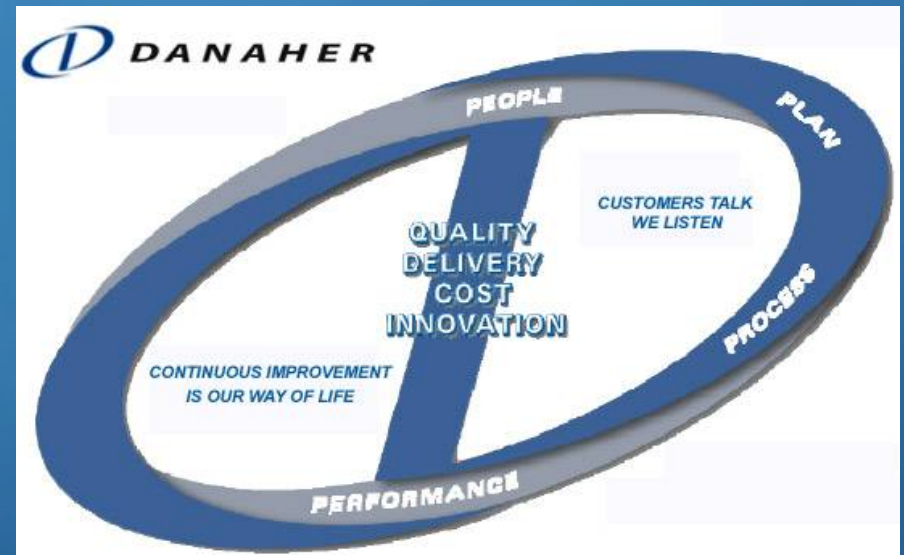 DANAHER
PEOPLE
PLAN
CUSTOMERS TALK
WE LISTEN
QUALITY
DELIVERY
COST
INNOVATION
PROCESS
CONTINUOUS IMPROVEMENT
IS OUR WAY OF LIFE
PERFORMANCE